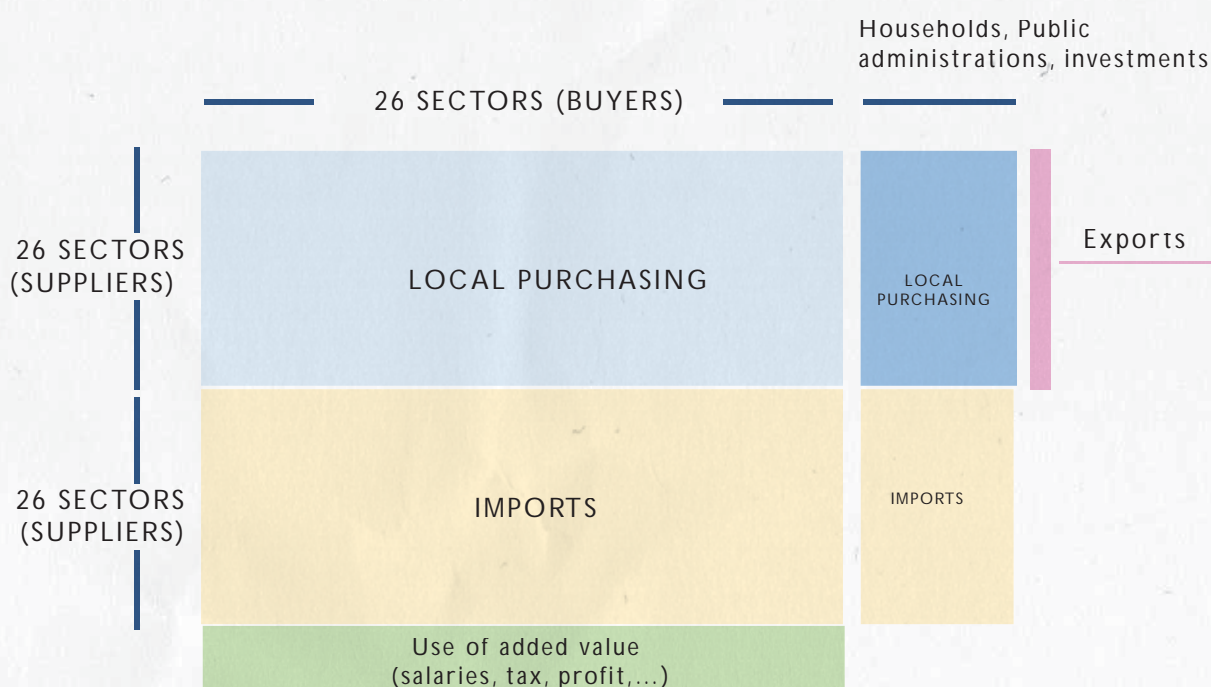 Households, Public
administrations, investments
26 SECTORS (BUYERS)
26 SECTORS
(SUPPLIERS)
LOCAL PURCHASING
LOCAL
PURCHASING
Exports
26 SECTORS
(SUPPLIERS)
IMPORTS
IMPORTS
Use of added value
(salaries, tax, profit,...)